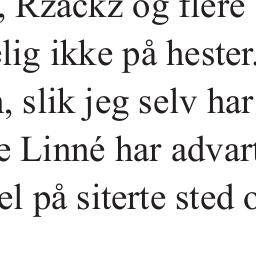 , Rzackz og flere
elig ikke på hester.
, slik jeg selv har
e Linné har advart
el på siterte sted o